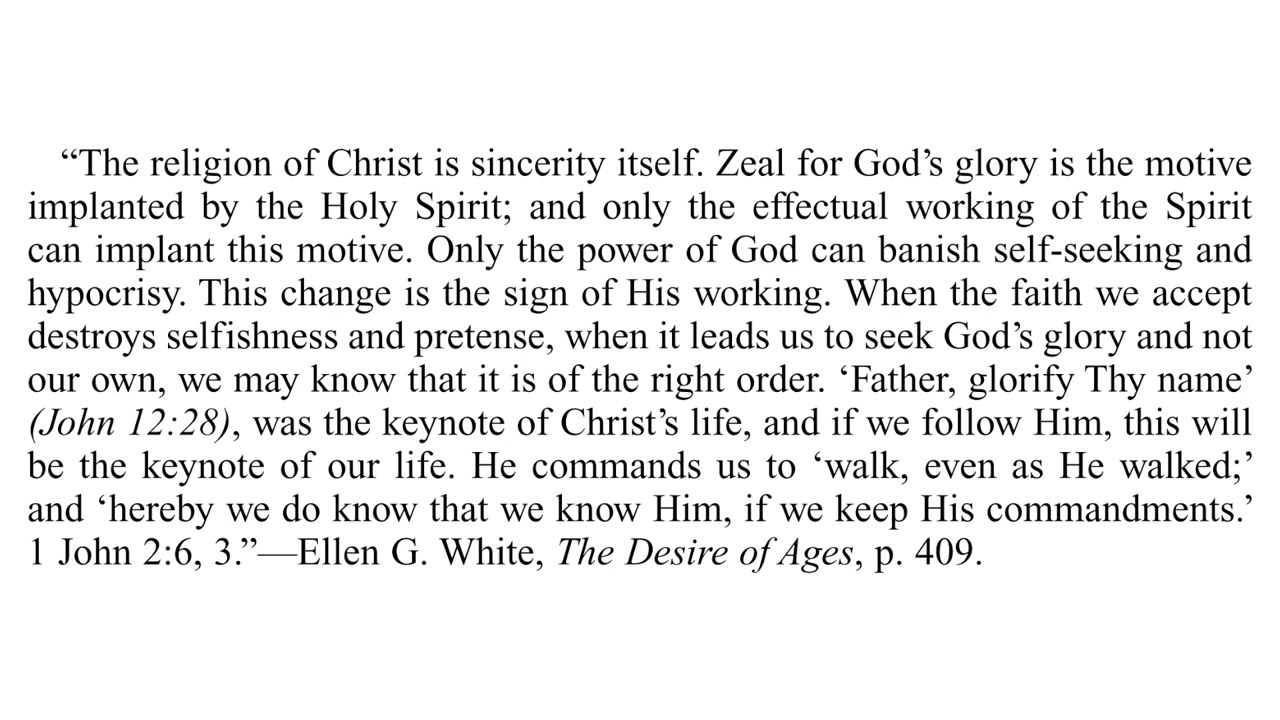 “The religion of Christ is sincerity itself. Zeal for God’s glory is the motive
implanted by the Holy Spirit; and only the effectual working of the Spirit
can implant this motive. Only the power of God can banish self-seeking and
hypocrisy. This change is the sign of His working. When the faith we accept
destroys selfishness and pretense, when it leads us to seek God’s glory and not
our own, we may know that it is of the right order. ‘Father, glorify Thy name’
(John 12:28), was the keynote of Christ’s life, and if we follow Him, this will
be the keynote of our life. He commands us to ‘walk, even as He walked;’
and ‘hereby we do know that we know Him, if we keep His commandments.’
1 John 2:6, 3.”—Ellen G. White, The Desire of Ages, p. 409.